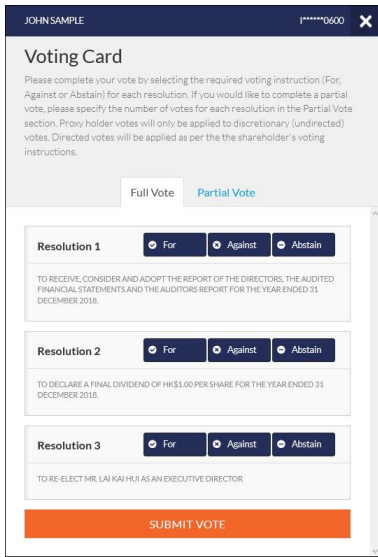 JOHN SAMPLE I******0600
Voting Card
Please complete your vote by selecting the required voting instruction (For,
Against or Abstain) for each resolution. If you would like to complete a partial
vote, please specify the number of votes for each resolution in the Partial Vote
section. Proxy holder votes will only be applied to discretionary (undirected)
votes. Directed votes will be applied as per the the shareholder's voting
instructions.
Full Vote Partial Vote
Resolution 1 For Against Abstain
TO RECEIVE, CONSIDER AND ADOPT THE REPORT OF THE DIRECTORS, THE AUDITED
FINANCIAL STATEMENTS AND THE AUDITORS REPORT FOR THE YEAR ENDED 31
DECEMBER 2018.
Resolution 2 For Against Abstain
TO DECLARE A FINAL DIVIDEND OF HK$1.00 PER SHARE FOR THE YEAR ENDED 31
DECEMBER 2018.
Resolution 3 For Against Abstain
TO RE-ELECT MR. LAI KAI HUI AS AN EXECUTIVE DIRECTOR
SUBMIT VOTE